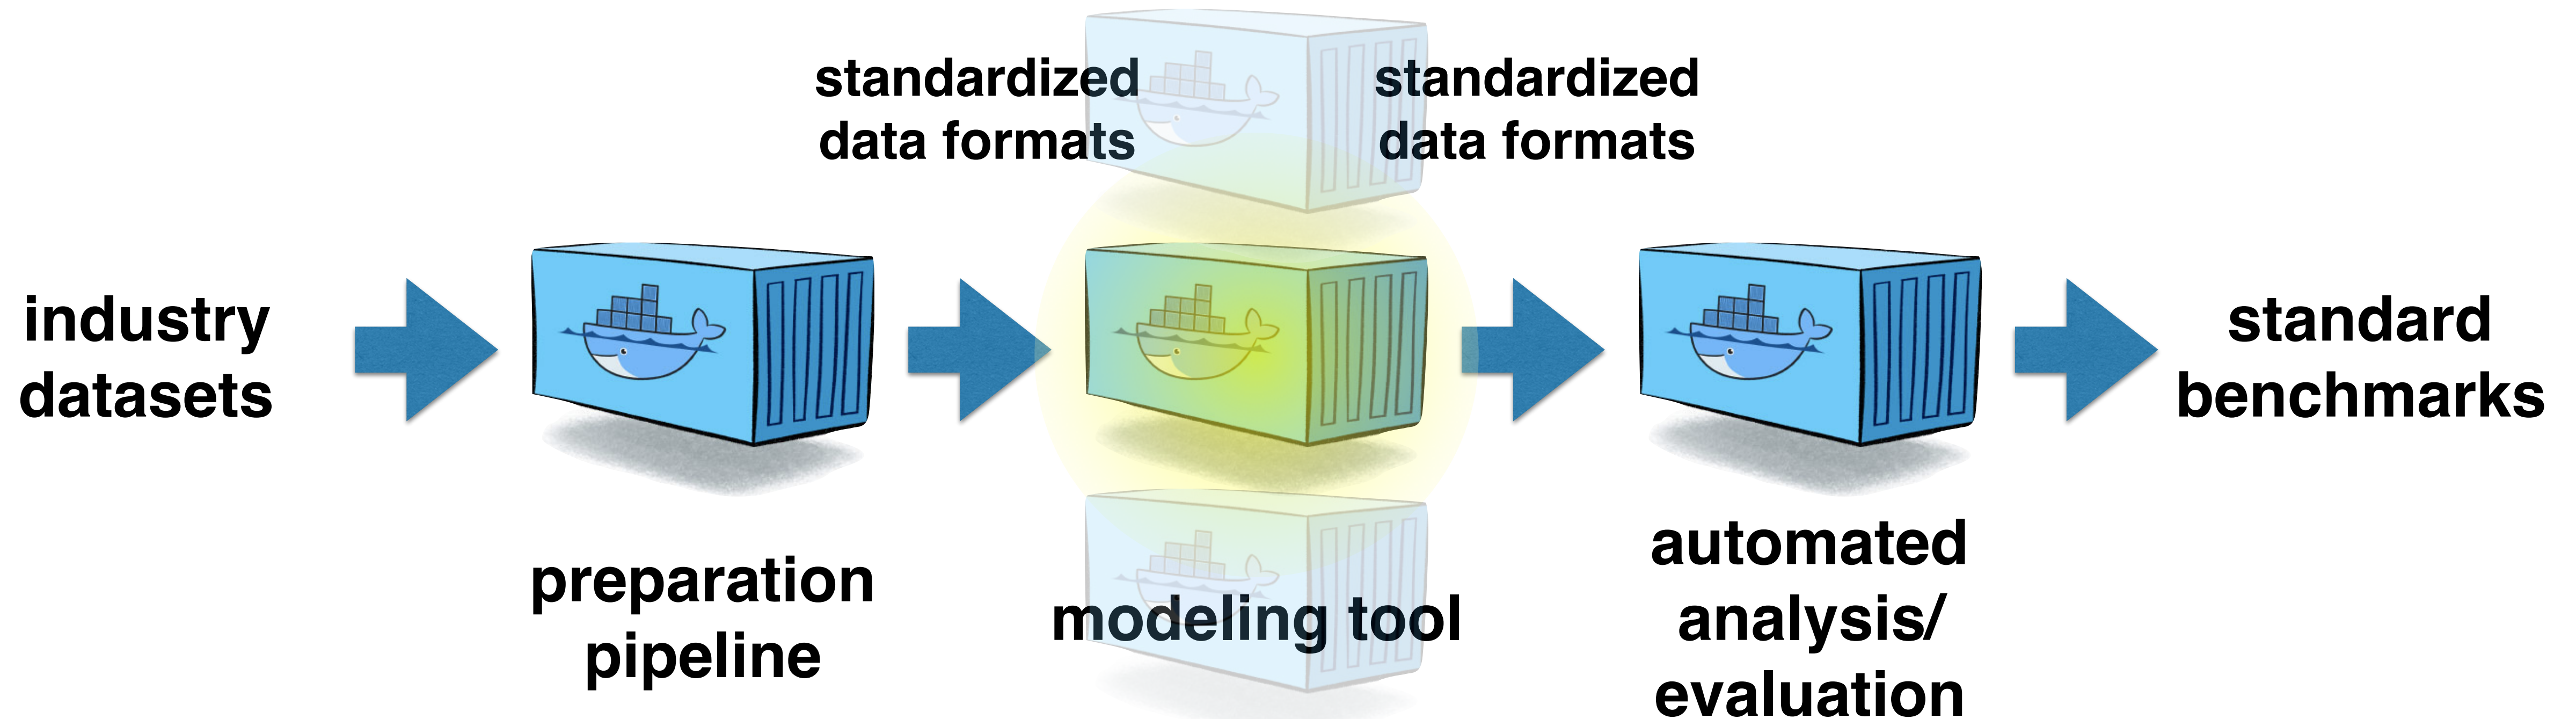 standardized
data formats
standardized
data formats
industry
datasets
standard
benchmarks
preparation
pipeline
modeling tool
automated
analysis/
evaluation